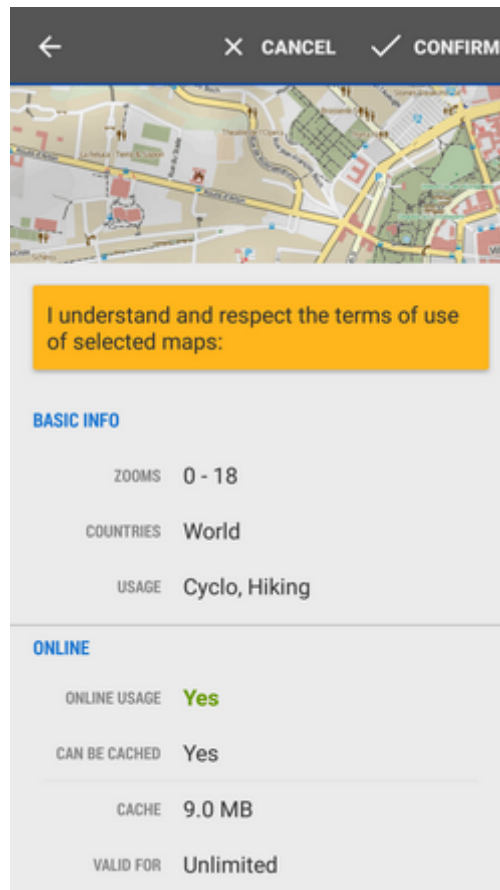 CANCEL CONFIRM
I understand and respect the terms of use
of selected maps:
BASIC INFO
ZOOMS 0 - 18
COUNTRIES World
USAGE Cyclo, Hiking
ONLINE
ONLINE USAGE Yes
CAN BE CACHED Yes
CACHE 9.0 MB
VALID FOR Unlimited